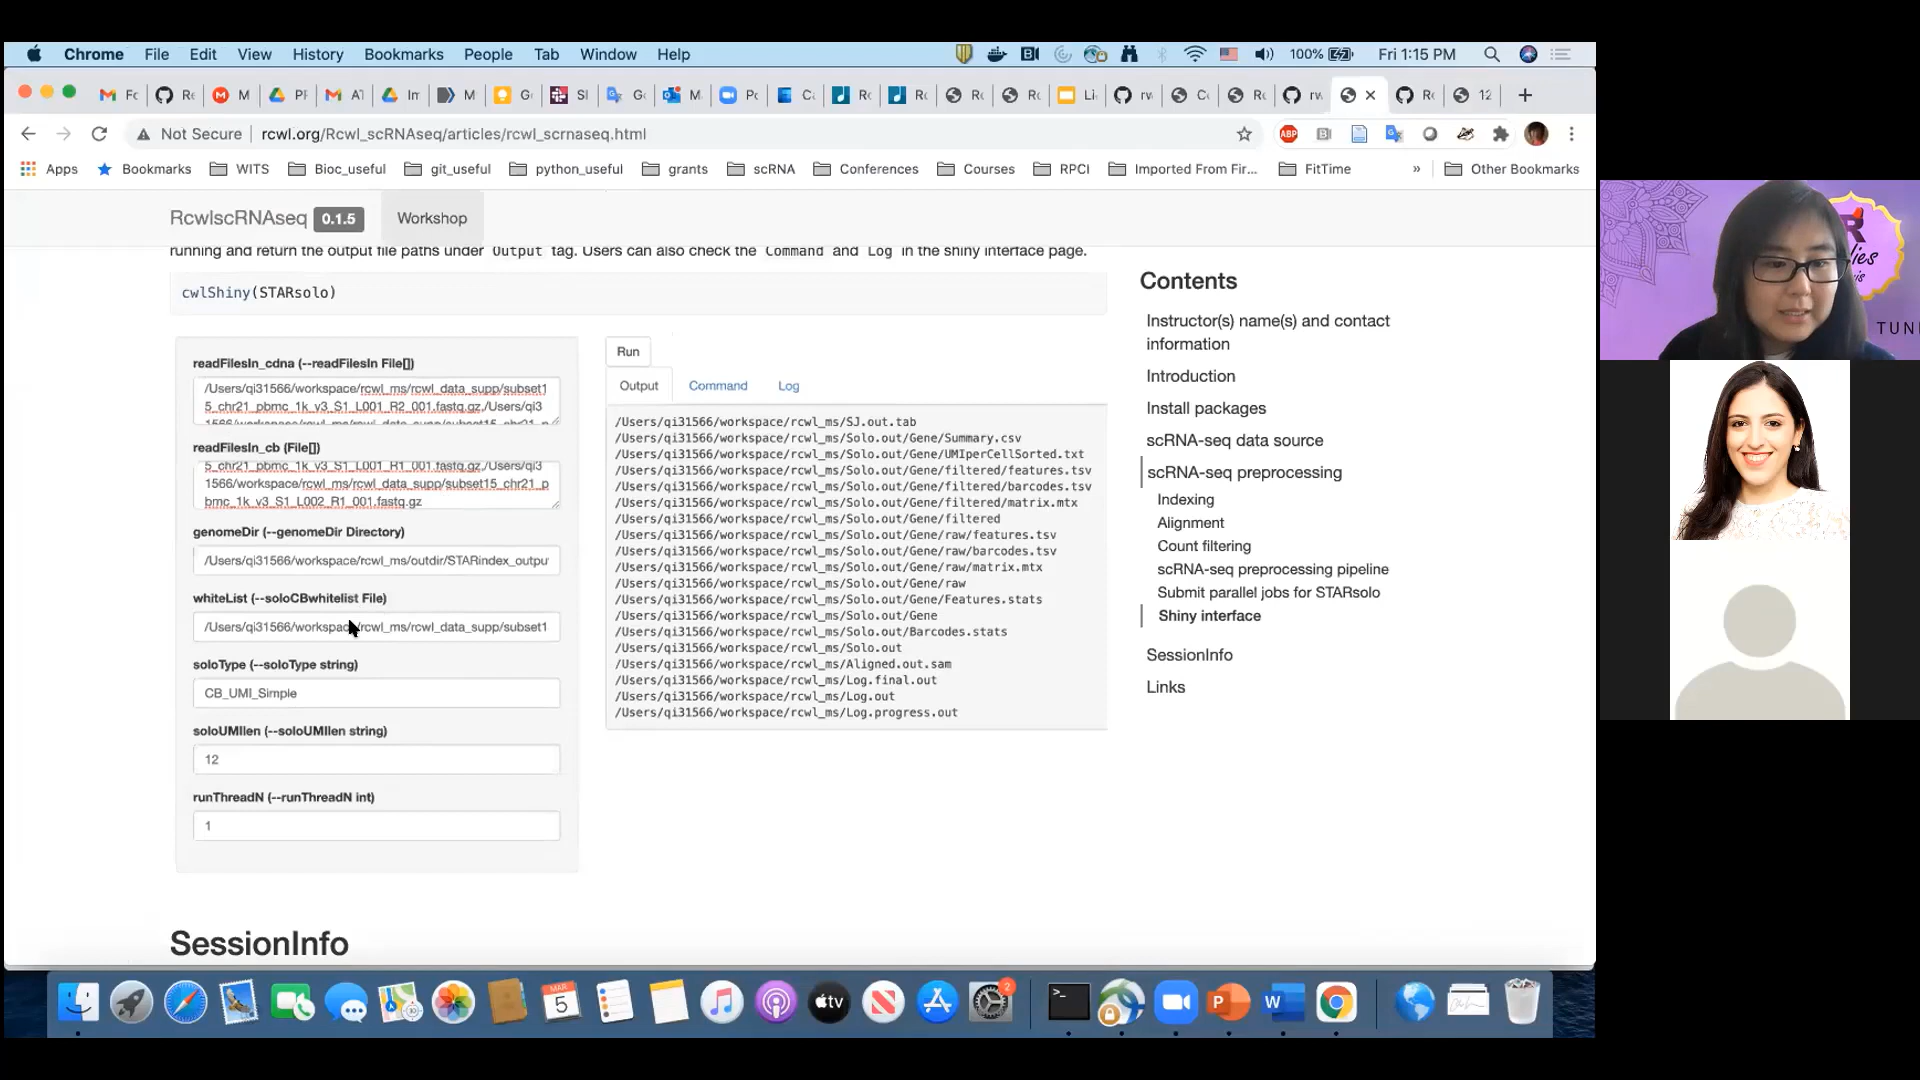 Chrome File Edit View History Bookmarks People Tab Window Help 100% Fri 1:15 PM
Not Secure rcwl.org/Rcwl_scRNAseq/articles/rcwl_scrnaseq.html
Apps Bookmarks WITS Bioc_useful git_useful python_useful grants scRNA Conferences Courses RPCI Imported From Fir... FitTime » Other Bookmarks
RcwlscRNAseq 0.1.5 Workshop
running and return the output file paths under Output tag. Users can also check the Command and Log in the shiny interface page.
cwlShiny(STARsolo)
readFilesIn_cdna (--readFilesIn File[])
/Users/qi31566/workspace/rcwl_ms/rcwl_data_supp/subset1
5_chr21_pbmc_1k_v3_S1_L001_R2_001.fastq.gz,/Users/qi3
1566/workspace/rcwl_ms/rcwl_data_supp/subset15_chr21_p
readFilesIn_cb (File[])
5_chr21_pbmc_1k_v3_S1_L001_R1_001.fastq.gz,/Users/qi3
1566/workspace/rcwl_ms/rcwl_data_supp/subset15_chr21_p
bmc_1k_v3_S1_L002_R1_001.fastq.gz
genomeDir (--genomeDir Directory)
/Users/qi31566/workspace/rcwl_ms/outdir/STARindex_outpu
whiteList (--soloCBwhitelist File)
/Users/qi31566/workspace/rcwl_ms/rcwl_data_supp/subset1
soloType (--soloType string)
CB_UMI_Simple
soloUMIlen (--soloUMIlen string)
12
runThreadN (--runThreadN int)
1
Run
Output Command Log
/Users/qi31566/workspace/rcwl_ms/SJ.out.tab
/Users/qi31566/workspace/rcwl_ms/Solo.out/Gene/Summary.csv
/Users/qi31566/workspace/rcwl_ms/Solo.out/Gene/UMIperCellSorted.txt
/Users/qi31566/workspace/rcwl_ms/Solo.out/Gene/filtered/features.tsv
/Users/qi31566/workspace/rcwl_ms/Solo.out/Gene/filtered/barcodes.tsv
/Users/qi31566/workspace/rcwl_ms/Solo.out/Gene/filtered/matrix.mtx
/Users/qi31566/workspace/rcwl_ms/Solo.out/Gene/filtered
/Users/qi31566/workspace/rcwl_ms/Solo.out/Gene/raw/features.tsv
/Users/qi31566/workspace/rcwl_ms/Solo.out/Gene/raw/barcodes.tsv
/Users/qi31566/workspace/rcwl_ms/Solo.out/Gene/raw/matrix.mtx
/Users/qi31566/workspace/rcwl_ms/Solo.out/Gene/raw
/Users/qi31566/workspace/rcwl_ms/Solo.out/Gene/Features.stats
/Users/qi31566/workspace/rcwl_ms/Solo.out/Gene
/Users/qi31566/workspace/rcwl_ms/Solo.out/Barcodes.stats
/Users/qi31566/workspace/rcwl_ms/Solo.out
/Users/qi31566/workspace/rcwl_ms/Aligned.out.sam
/Users/qi31566/workspace/rcwl_ms/Log.final.out
/Users/qi31566/workspace/rcwl_ms/Log.out
/Users/qi31566/workspace/rcwl_ms/Log.progress.out
Contents
Instructor(s) name(s) and contact
information
Introduction
Install packages
scRNA-seq data source
scRNA-seq preprocessing
Indexing
Alignment
Count filtering
scRNA-seq preprocessing pipeline
Submit parallel jobs for STARsolo
Shiny interface
SessionInfo
Links
SessionInfo
TUNI